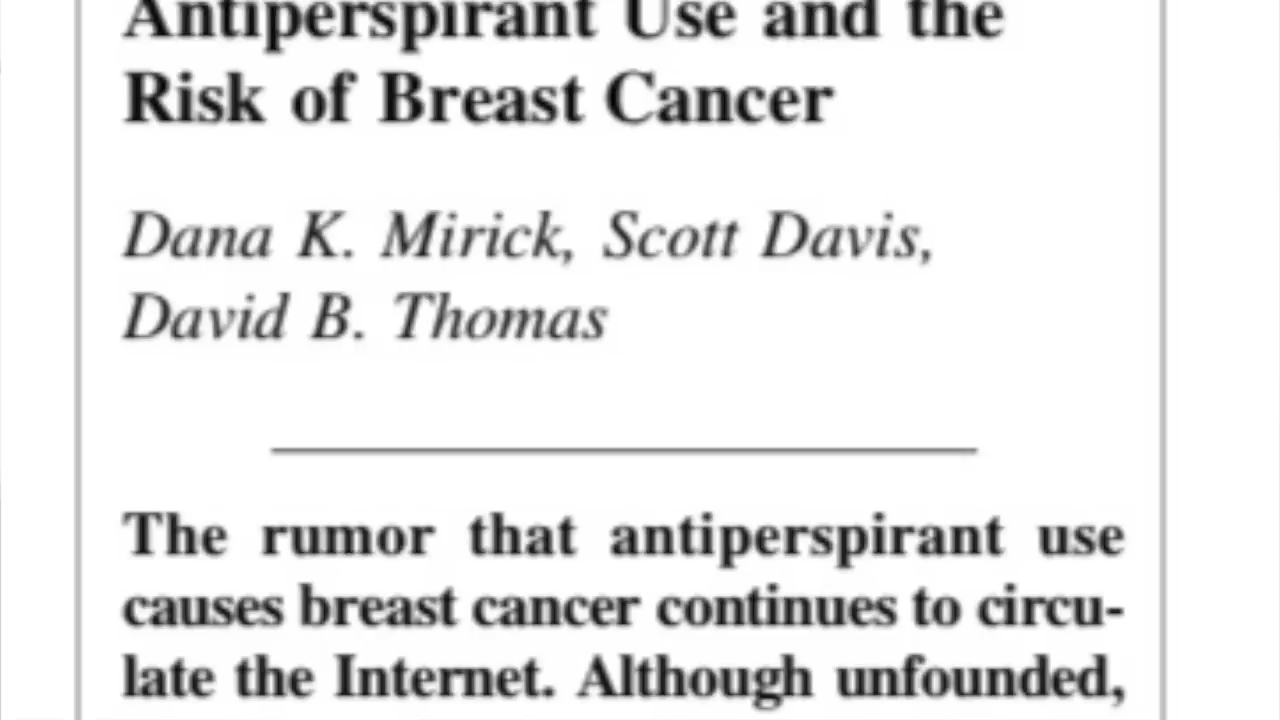 Antiperspirant Use and the
Risk of Breast Cancer
Dana K. Mirick, Scott Davis,
David B. Thomas
The rumor that antiperspirant use
causes breast cancer continues to circu-
late the Internet. Although unfounded,